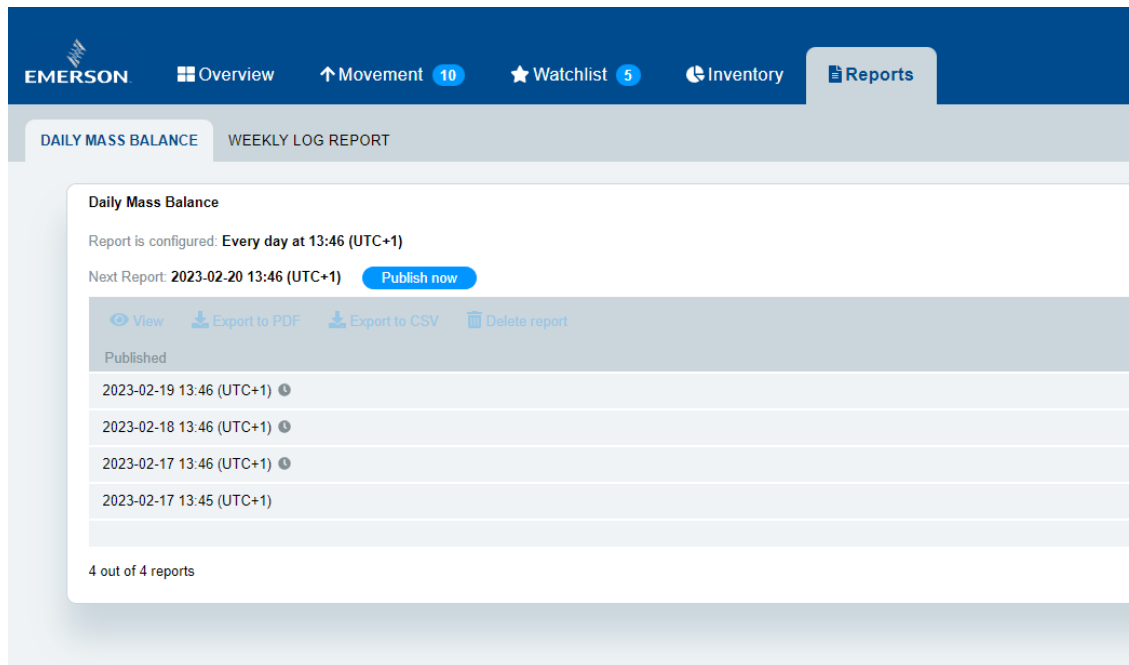 EMERSON Overview Movement 10 Watchlist 5 Inventory Reports
DAILY MASS BALANCE WEEKLY LOG REPORT
Daily Mass Balance
Report is configured: Every day at 13:46 (UTC+1)
Next Report: 2023-02-20 13:46 (UTC+1) Publish now
View Export to PDF Export to CSV Delete report
Published
2023-02-19 13:46 (UTC+1)
2023-02-18 13:46 (UTC+1)
2023-02-17 13:46 (UTC+1)
2023-02-17 13:45 (UTC+1)
4 out of 4 reports